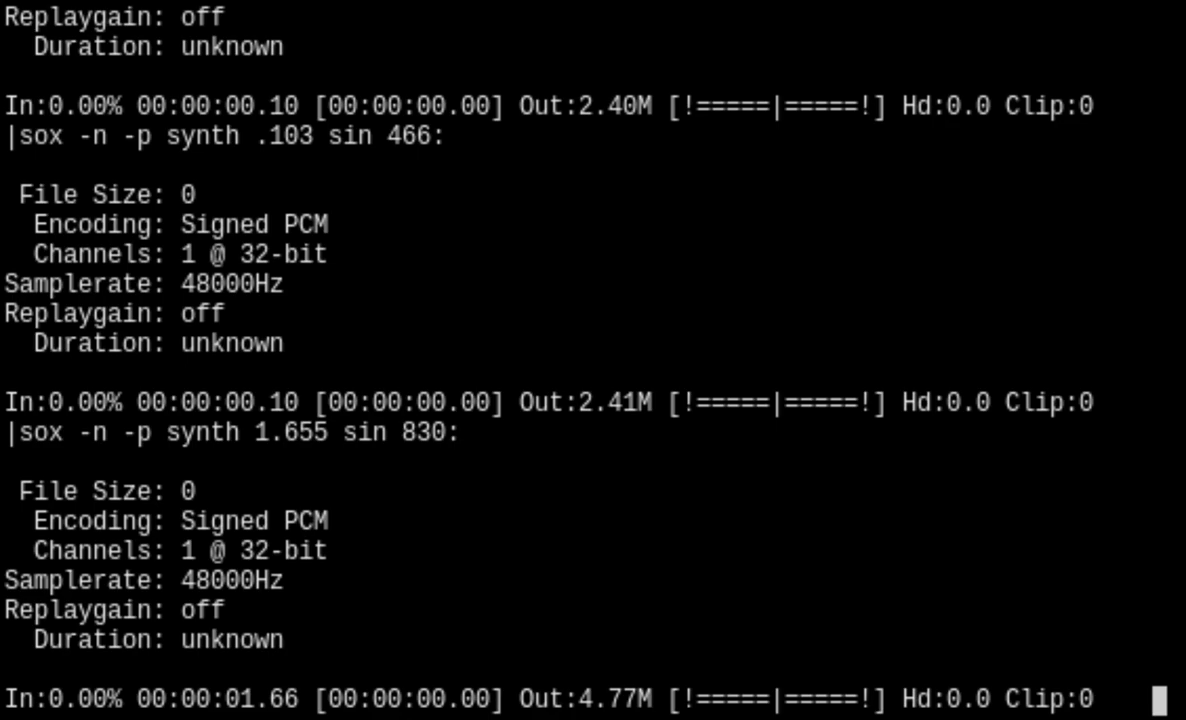 Replaygain: off
  Duration: unknown

In:0.00% 00:00:00.10 [00:00:00.00] Out:2.40M [!=====|=====!] Hd:0.0 Clip:0
|sox -n -p synth .103 sin 466:

 File Size: 0
  Encoding: Signed PCM
  Channels: 1 @ 32-bit
Samplerate: 48000Hz
Replaygain: off
  Duration: unknown

In:0.00% 00:00:00.10 [00:00:00.00] Out:2.41M [!=====|=====!] Hd:0.0 Clip:0
|sox -n -p synth 1.655 sin 830:

 File Size: 0
  Encoding: Signed PCM
  Channels: 1 @ 32-bit
Samplerate: 48000Hz
Replaygain: off
  Duration: unknown

In:0.00% 00:00:01.66 [00:00:00.00] Out:4.77M [!=====|=====!] Hd:0.0 Clip:0